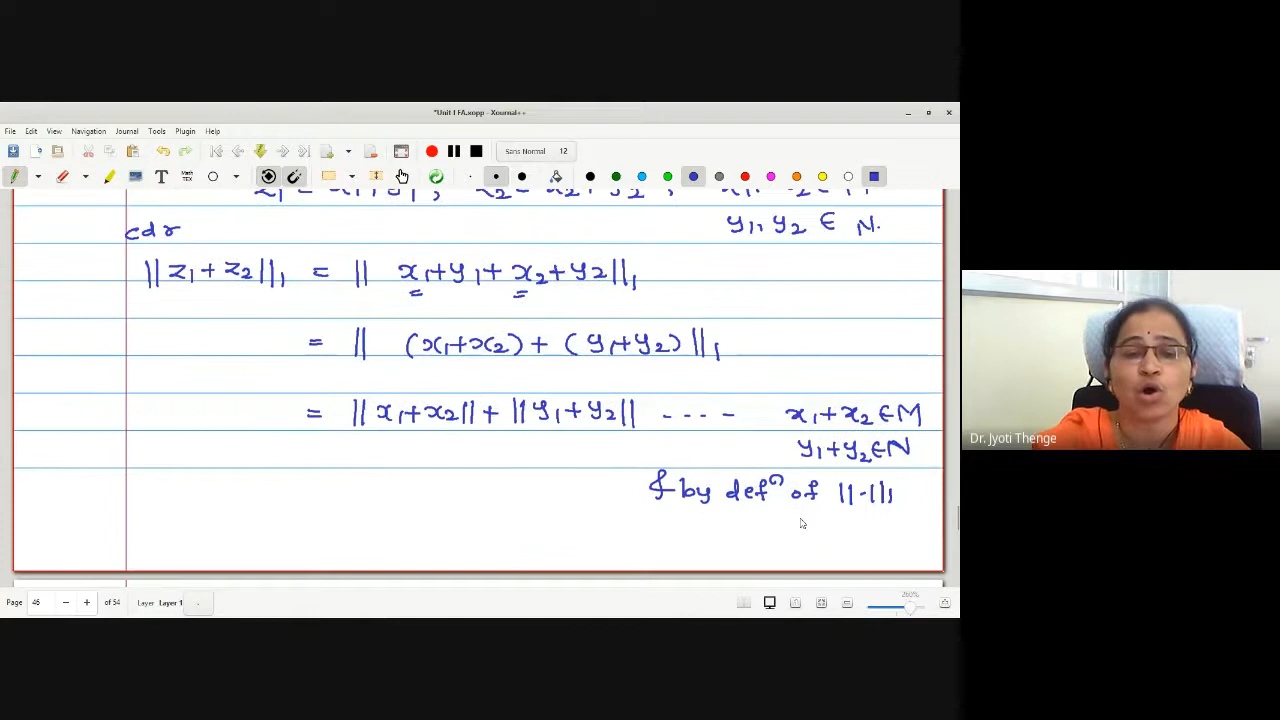 *Unit I FA.xopp - Xournal++
File Edit View Navigation Journal Tools Plugin Help
Sans Normal 12
cdr
y1, y2 ∈ N.
||z1 + z2||1 = || x1+y1 + x2+y2||1
= || (x1+x2) + (y1+y2) ||1
= ||x1+x2|| + ||y1+y2|| ---- x1+x2 ∈ M
y1+y2 ∈ N
& by defn of ||·||1
Page 46 of 54 Layer Layer 1
260%
Dr. Jyoti Thenge